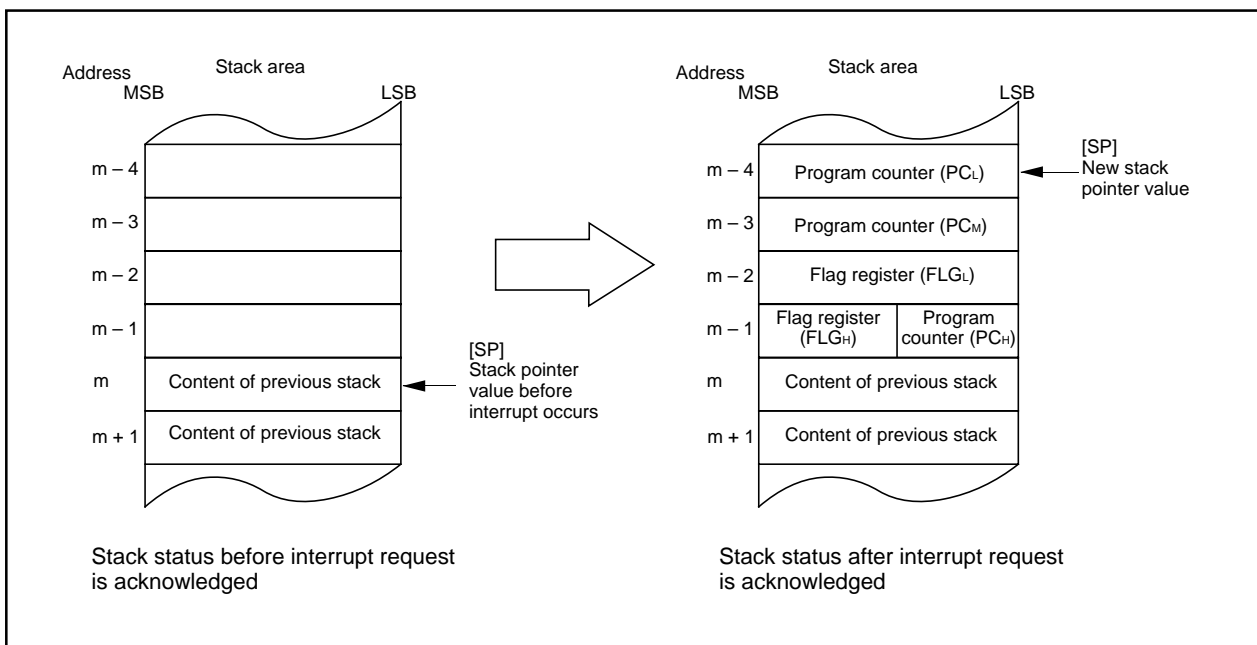 Address
Stack area
MSB
LSB
m – 4
m – 3
m – 2
m – 1
m
Content of previous stack
m + 1
Content of previous stack
[SP]
Stack pointer
value before
interrupt occurs
Stack status before interrupt request
is acknowledged
Address
Stack area
MSB
LSB
m – 4
Program counter (PCL)
[SP]
New stack
pointer value
m – 3
Program counter (PCM)
m – 2
Flag register (FLGL)
m – 1
Flag register
(FLGH)
Program
counter (PCH)
m
Content of previous stack
m + 1
Content of previous stack
Stack status after interrupt request
is acknowledged